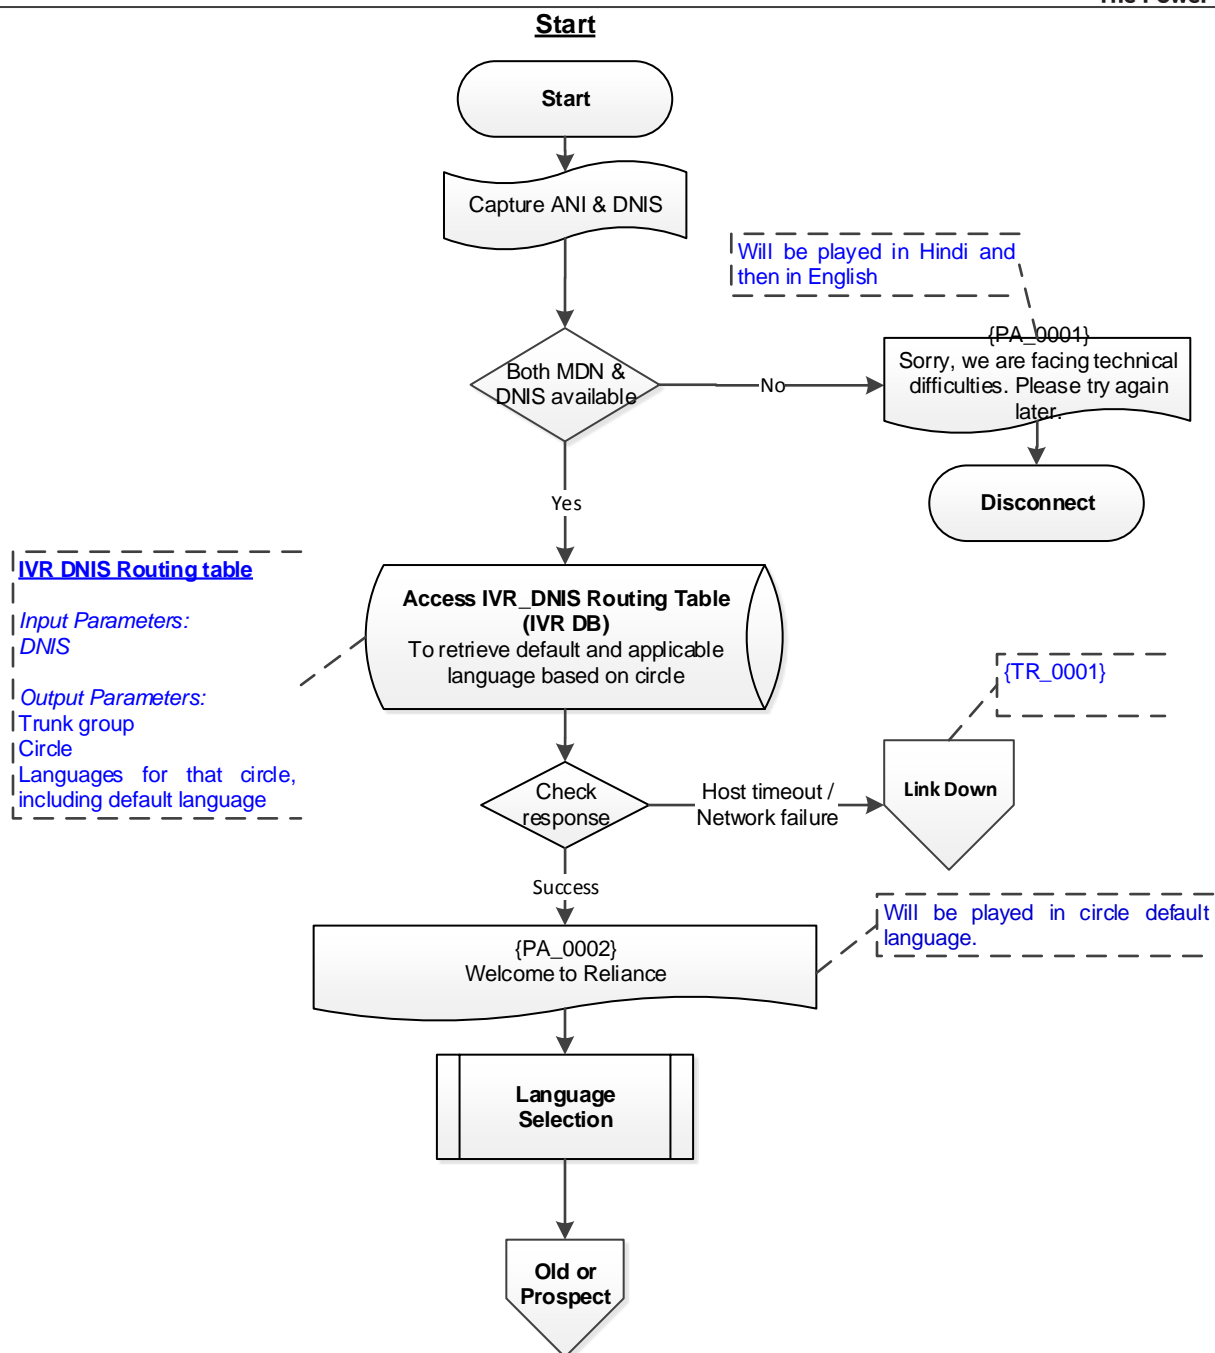 Start
Start
Capture ANI & DNIS
Will be played in Hindi and
then in English
{PA_0001}
Sorry, we are facing technical
difficulties. Please try again
later.
Both MDN &
DNIS available
No
Disconnect
Yes
IVR DNIS Routing table
Input Parameters:
DNIS
Output Parameters:
Trunk group
Circle
Languages for that circle,
including default language
Access IVR_DNIS Routing Table
(IVR DB)
To retrieve default and applicable
language based on circle
{TR_0001}
Check
response
Host timeout /
Network failure
Link Down
Success
Will be played in circle default
language.
{PA_0002}
Welcome to Reliance
Language
Selection
Old or
Prospect